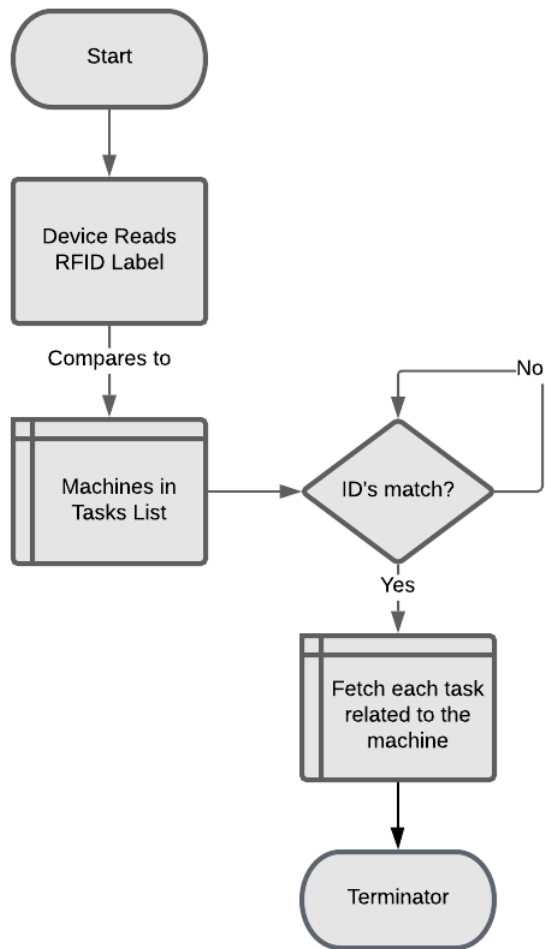 Start
Device Reads
RFID Label
Compares to
Machines in
Tasks List
No
ID's match?
Yes
Fetch each task
related to the
machine
Terminator